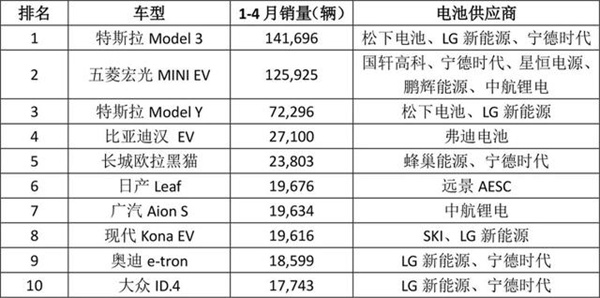 排名 车型 1-4 月销量（辆） 电池供应商
1 特斯拉 Model 3 141,696 松下电池、LG 新能源、宁德时代
2 五菱宏光 MINI EV 125,925 国轩高科、宁德时代、星恒电源、
鹏辉能源、中航锂电
3 特斯拉 Model Y 72,296 松下电池、LG 新能源
4 比亚迪汉 EV 27,100 弗迪电池
5 长城欧拉黑猫 23,803 蜂巢能源、宁德时代
6 日产 Leaf 19,676 远景 AESC
7 广汽 Aion S 19,634 中航锂电
8 现代 Kona EV 19,616 SKI、LG 新能源
9 奥迪 e-tron 18,599 LG 新能源、宁德时代
10 大众 ID.4 17,743 LG 新能源、宁德时代